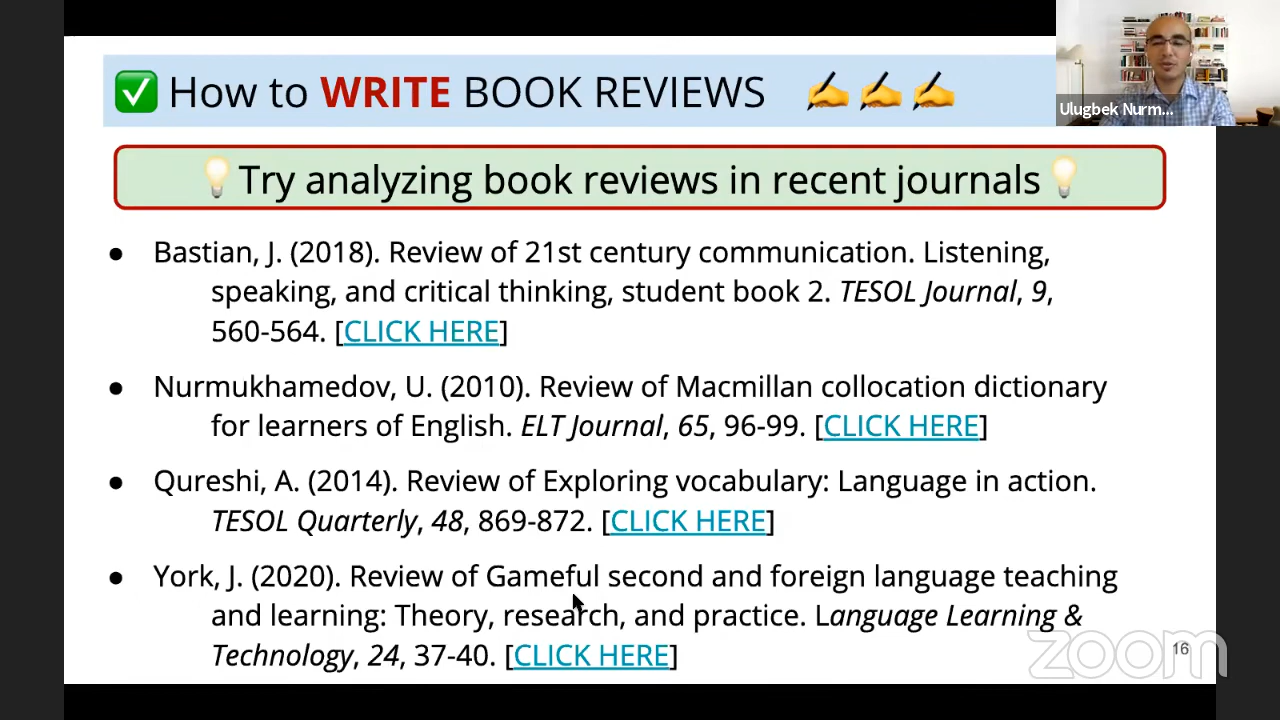 How to WRITE BOOK REVIEWS
Ulugbek Nurm...
Try analyzing book reviews in recent journals
● Bastian, J. (2018). Review of 21st century communication. Listening,
speaking, and critical thinking, student book 2. TESOL Journal, 9,
560-564. [CLICK HERE]
● Nurmukhamedov, U. (2010). Review of Macmillan collocation dictionary
for learners of English. ELT Journal, 65, 96-99. [CLICK HERE]
● Qureshi, A. (2014). Review of Exploring vocabulary: Language in action.
TESOL Quarterly, 48, 869-872. [CLICK HERE]
● York, J. (2020). Review of Gameful second and foreign language teaching
and learning: Theory, research, and practice. Language Learning &
Technology, 24, 37-40. [CLICK HERE]
zoom
16